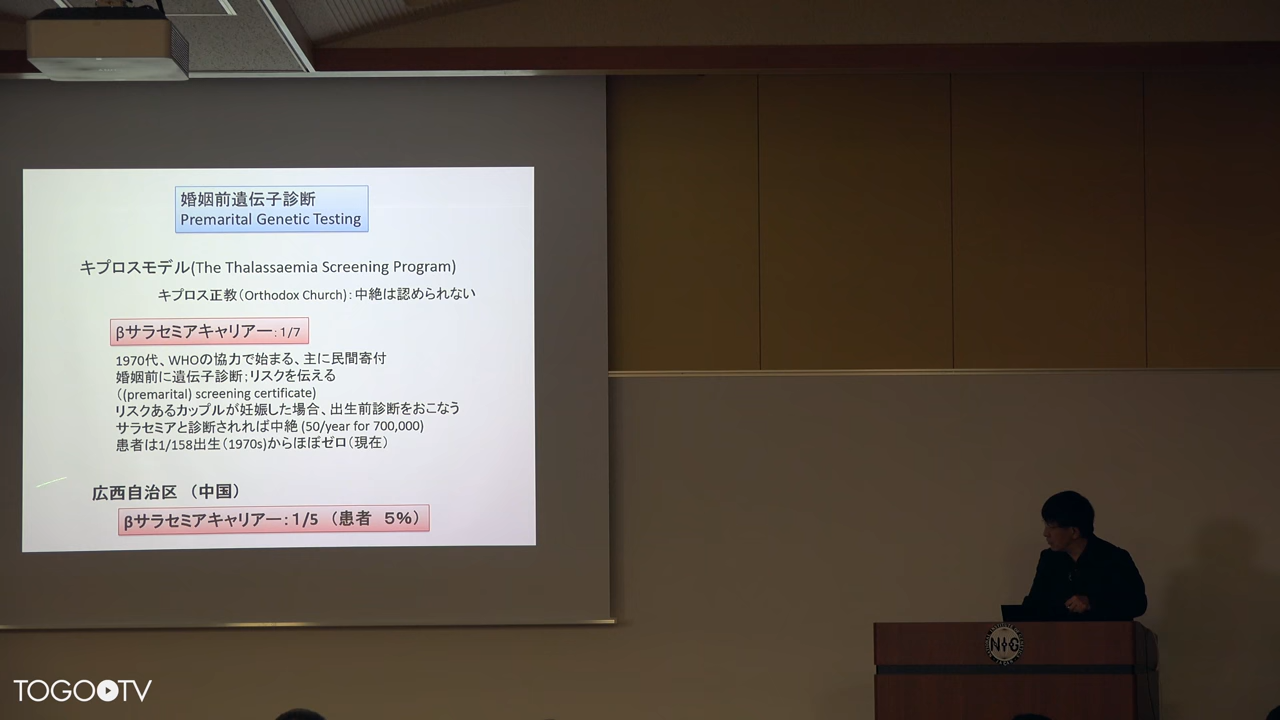 婚姻前遺伝子診断
Premarital Genetic Testing
キプロスモデル(The Thalassaemia Screening Program)
キプロス正教(Orthodox Church): 中絶は認められない
βサラセミアキャリアー: 1/7
1970代、WHOの協力で始まる、主に民間寄付
婚姻前に遺伝子診断;リスクを伝える
((premarital) screening certificate)
リスクあるカップルが妊娠した場合、出生前診断をおこなう
サラセミアと診断されれば中絶 (50/year for 700,000)
患者は1/158出生(1970s)からほぼゼロ(現在)
広西自治区 (中国)
βサラセミアキャリアー:1/5 (患者 5%)
NIG
TOGO TV